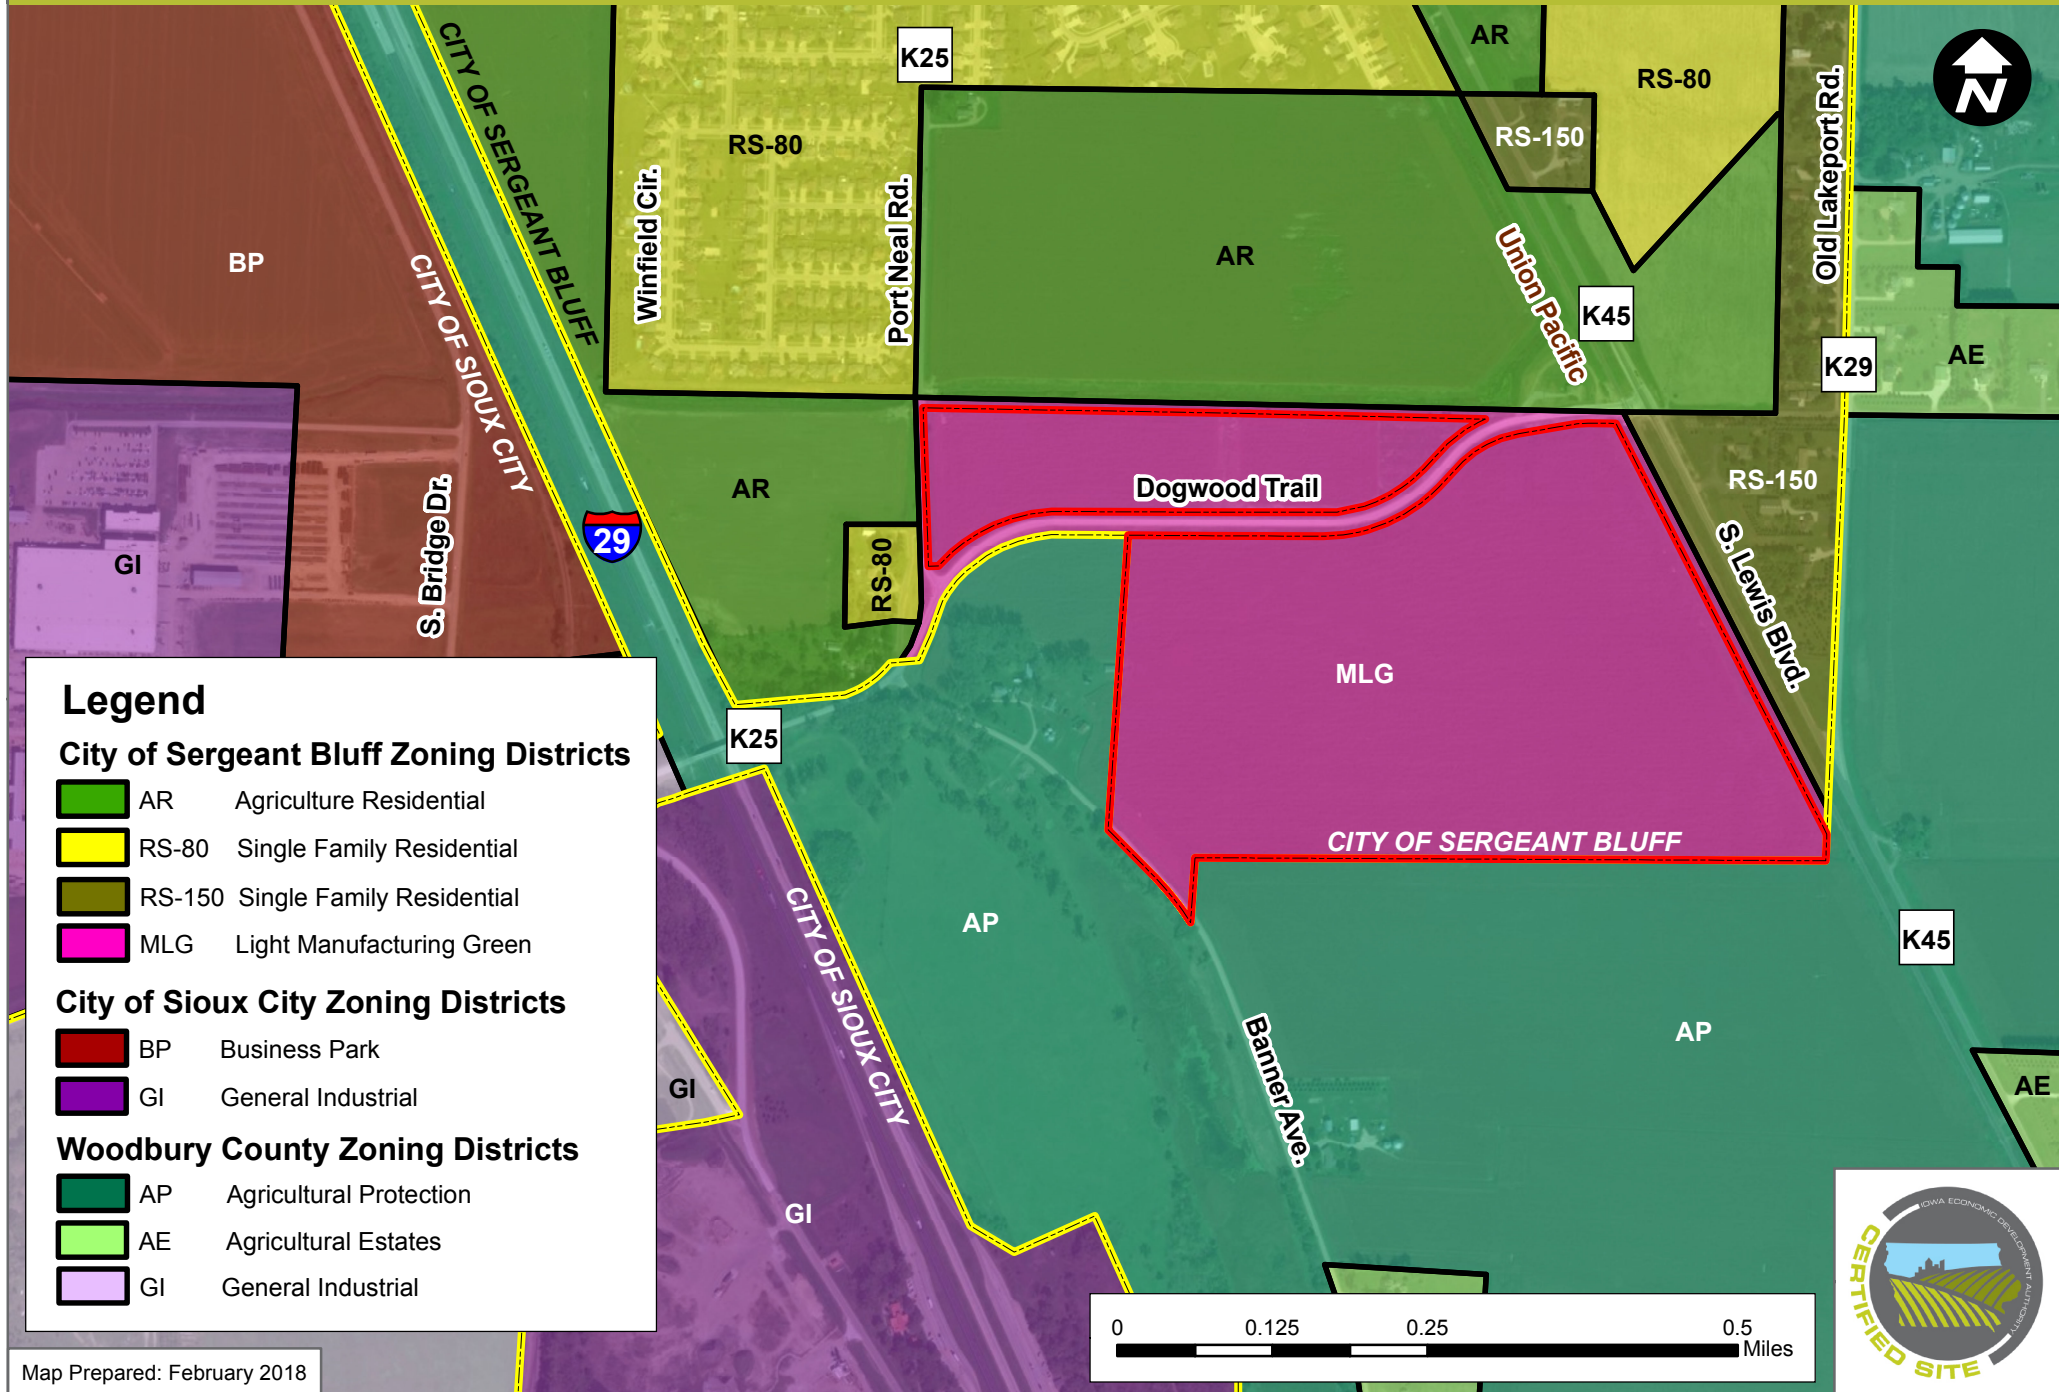 CITY OF SERGEANT BLUFF
K25
AR
RS-80
Old Lakeport Rd.
N
RS-80
RS-150
Winfield Cir.
Port Neal Rd.
BP
CITY OF SIOUX CITY
AR
Union Pacific
K45
K29
AE
AR
Dogwood Trail
RS-150
S. Bridge Dr.
29
GI
RS-80
S. Lewis Blvd.
MLG
K25
CITY OF SERGEANT BLUFF
CITY OF SIOUX CITY
AP
K45
Banner Ave.
AP
GI
AE
GI
Legend
City of Sergeant Bluff Zoning Districts
AR Agriculture Residential
RS-80 Single Family Residential
RS-150 Single Family Residential
MLG Light Manufacturing Green
City of Sioux City Zoning Districts
BP Business Park
GI General Industrial
Woodbury County Zoning Districts
AP Agricultural Protection
AE Agricultural Estates
GI General Industrial
0 0.125 0.25 0.5
Miles
IOWA ECONOMIC DEVELOPMENT AUTHORITY
CERTIFIED SITE
Map Prepared: February 2018